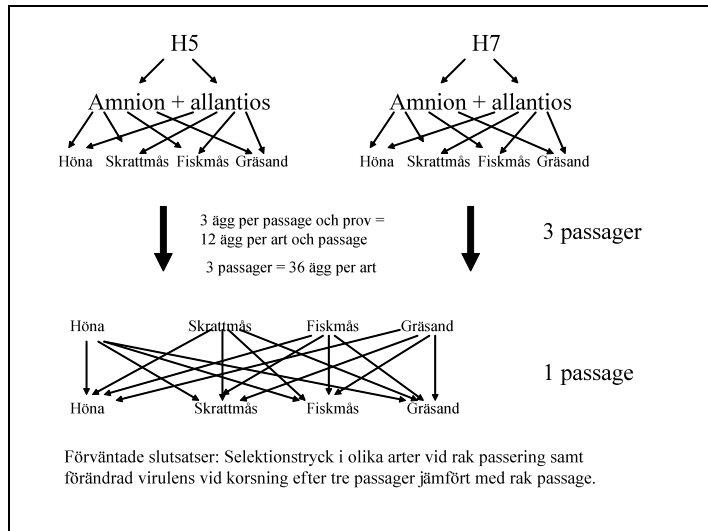 H5 H7
Amnion + allantios Amnion + allantios
Höna Skrattmås Fiskmås Gräsand Höna Skrattmås Fiskmås Gräsand
3 ägg per passage och prov =
12 ägg per art och passage
3 passager = 36 ägg per art
3 passager
Höna Skrattmås Fiskmås Gräsand
1 passage
Höna Skrattmås Fiskmås Gräsand
Förväntade slutsatser: Selektionstryck i olika arter vid rak passering samt
förändrad virulens vid korsning efter tre passager jämfört med rak passage.